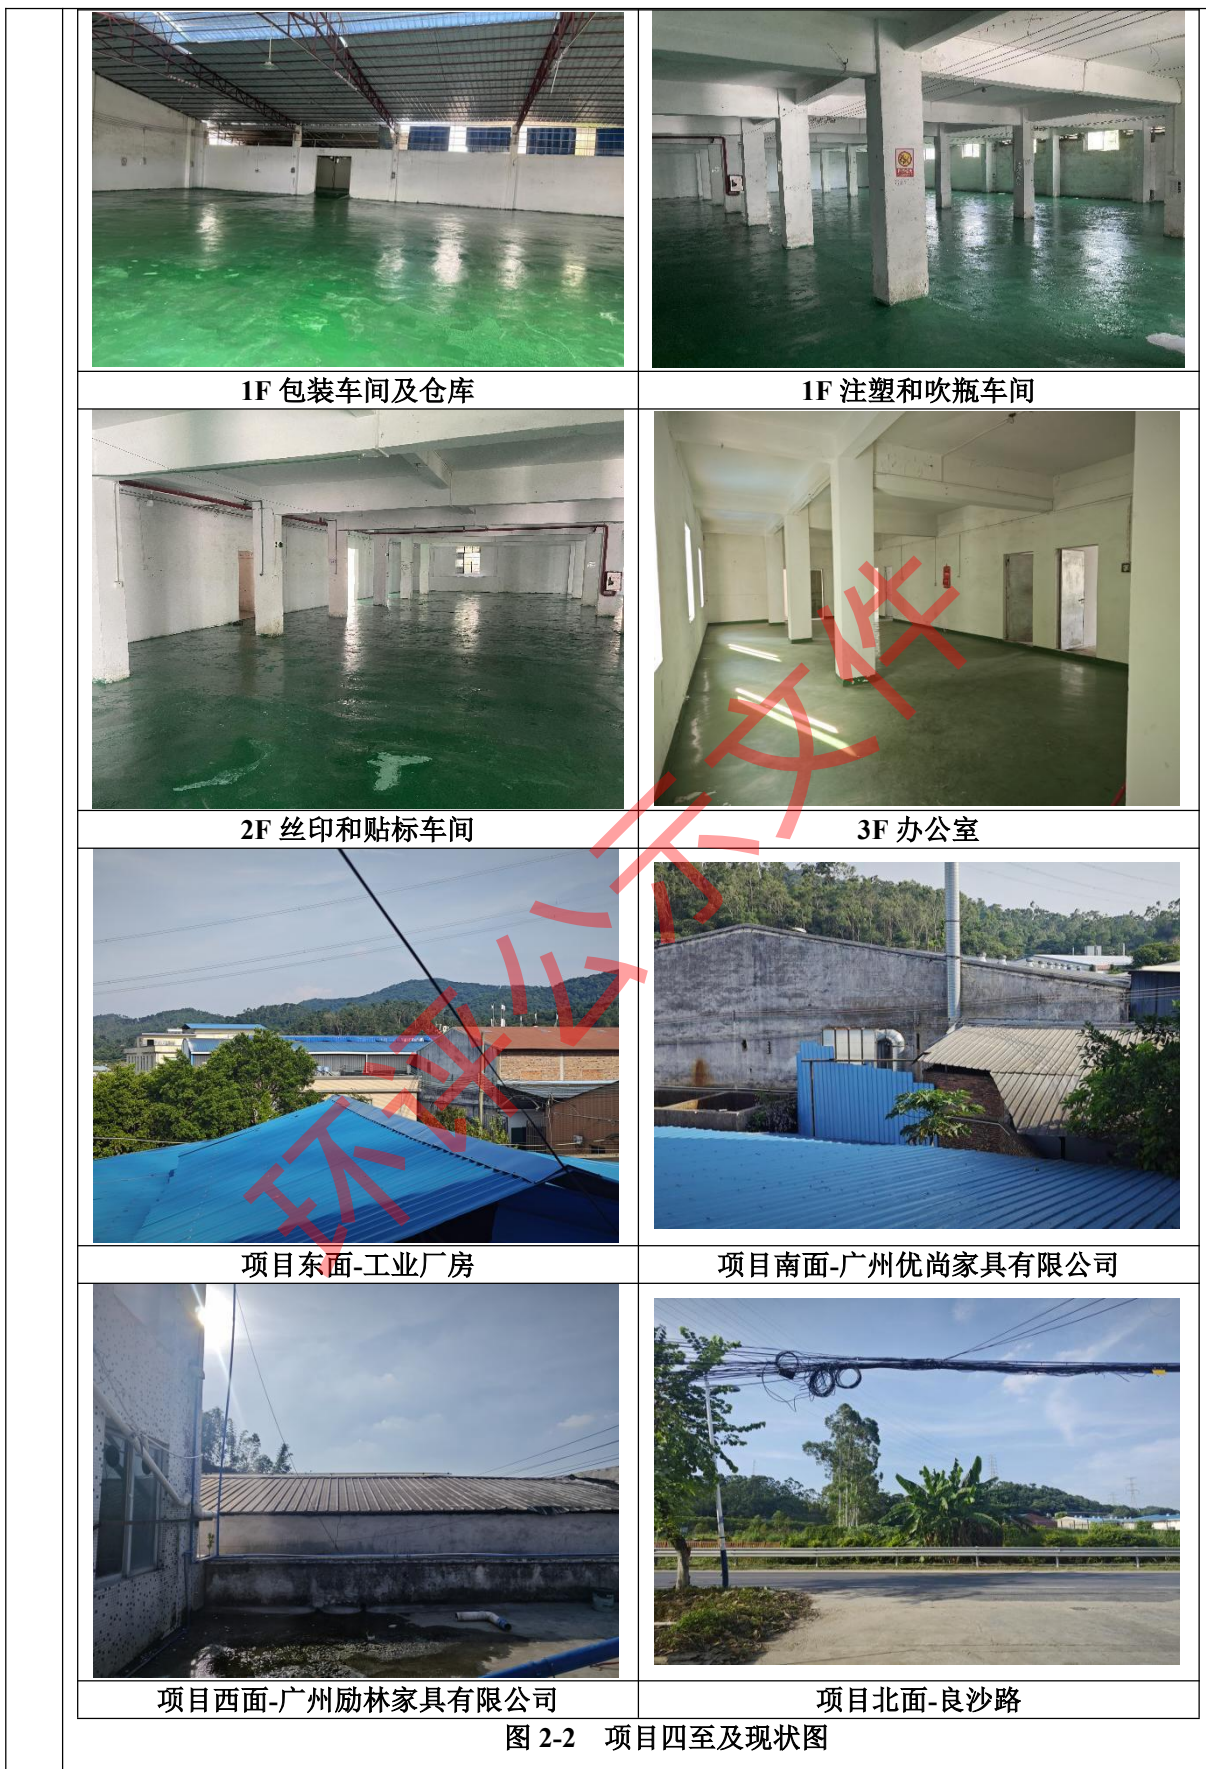 1F 包装车间及仓库
1F 注塑和吹瓶车间
2F 丝印和贴标车间
3F 办公室
项目东面-工业厂房
项目南面-广州优尚家具有限公司
项目西面-广州励林家具有限公司
项目北面-良沙路
图 2-2 项目四至及现状图
环评公示文件